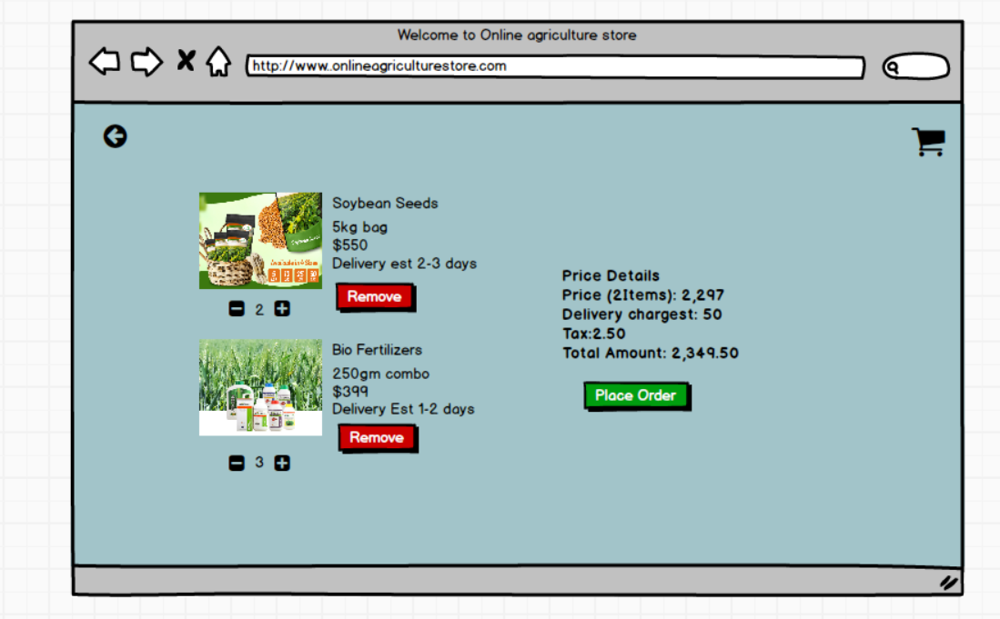 Welcome to Online agriculture store
http://www.onlineagriculturestore.com
Soybean Seeds
5kg bag
$550
Delivery est 2-3 days
Remove
2
Bio Fertilizers
250gm combo
$399
Delivery Est 1-2 days
Remove
3
Price Details
Price (2Items): 2,297
Delivery chargest: 50
Tax:2.50
Total Amount: 2,349.50
Place Order